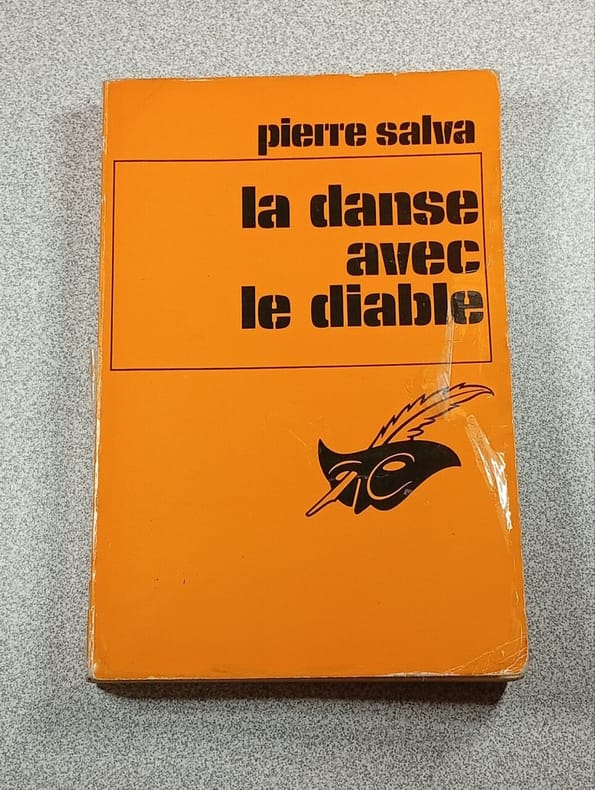 pierre salva
la danse
avec
le diable